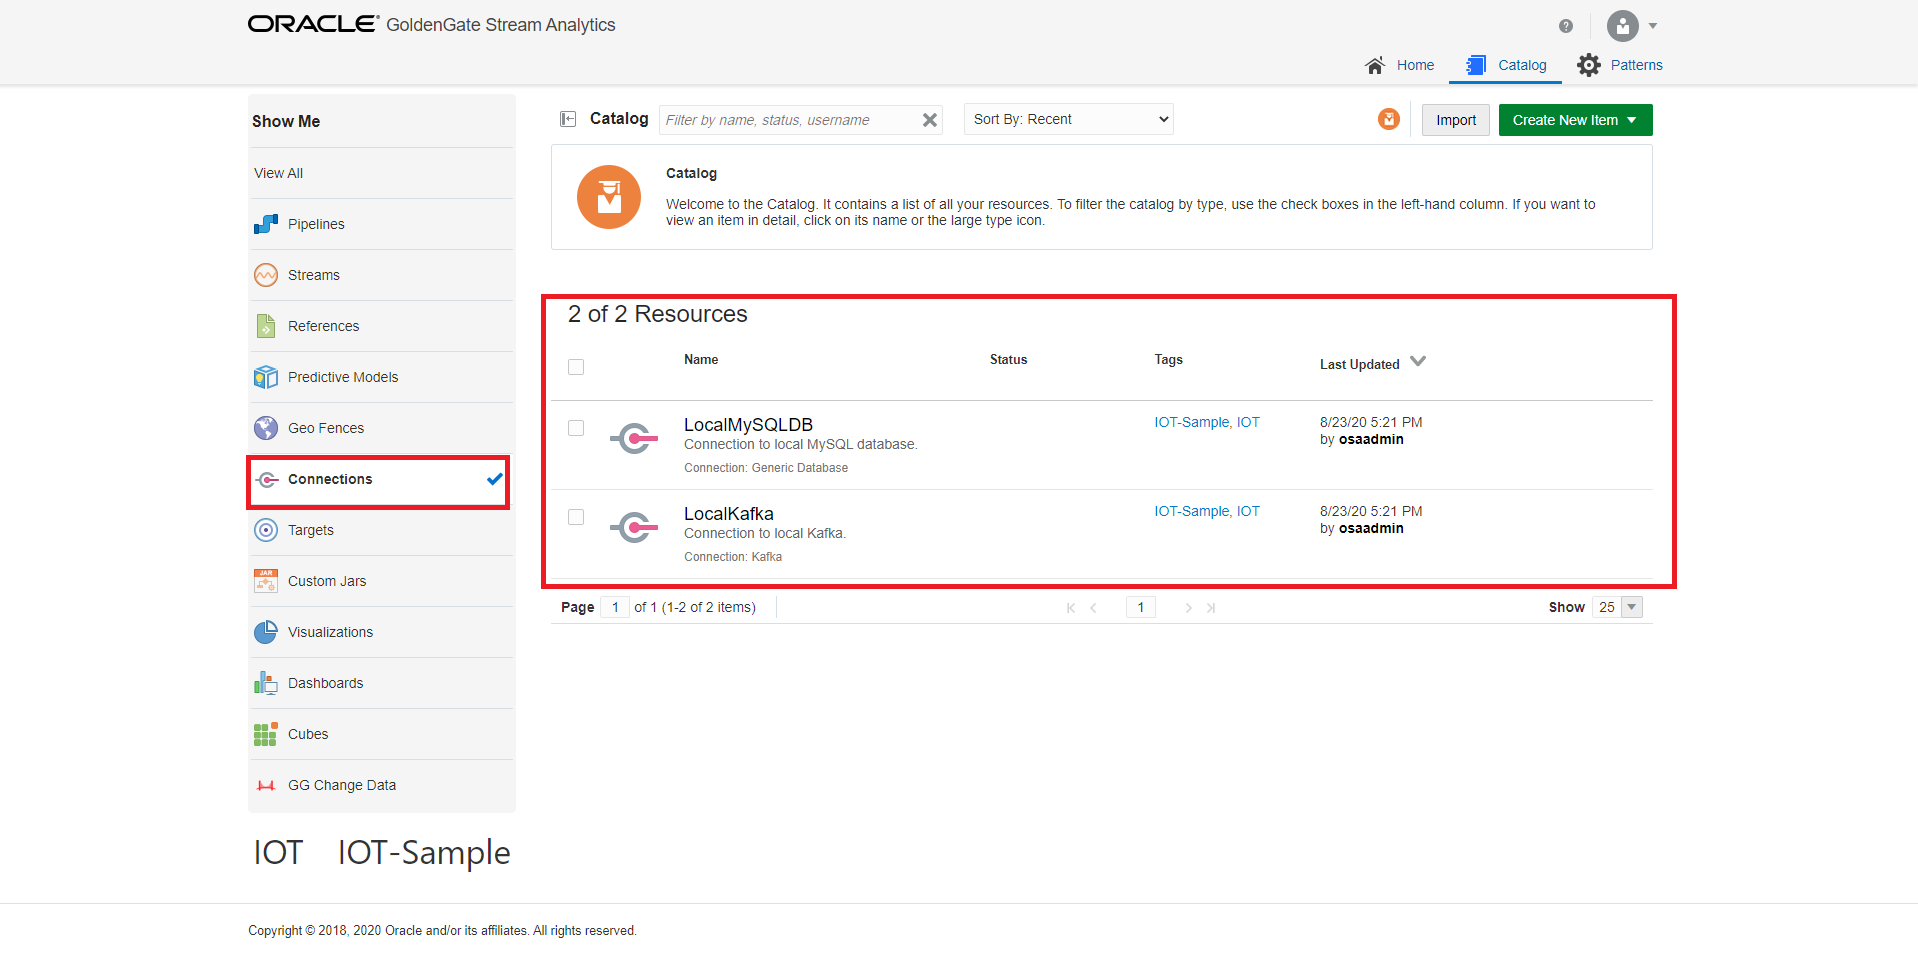 ORACLE® GoldenGate Stream Analytics
Home
Catalog
Patterns
Show Me
View All
Pipelines
Streams
References
Predictive Models
Geo Fences
Connections
Targets
JAR
Custom Jars
Visualizations
Dashboards
Cubes
GG Change Data
IOT IOT-Sample
Catalog
Filter by name, status, username
Sort By: Recent
Import
Create New Item
Catalog
Welcome to the Catalog. It contains a list of all your resources. To filter the catalog by type, use the check boxes in the left-hand column. If you want to
view an item in detail, click on its name or the large type icon.
2 of 2 Resources
Name Status Tags Last Updated
LocalMySQLDB
Connection to local MySQL database.
Connection: Generic Database
IOT-Sample, IOT
8/23/20 5:21 PM
by osaadmin
LocalKafka
Connection to local Kafka.
Connection: Kafka
IOT-Sample, IOT
8/23/20 5:21 PM
by osaadmin
Page 1 of 1 (1-2 of 2 items) 1 Show 25
Copyright © 2018, 2020 Oracle and/or its affiliates. All rights reserved.